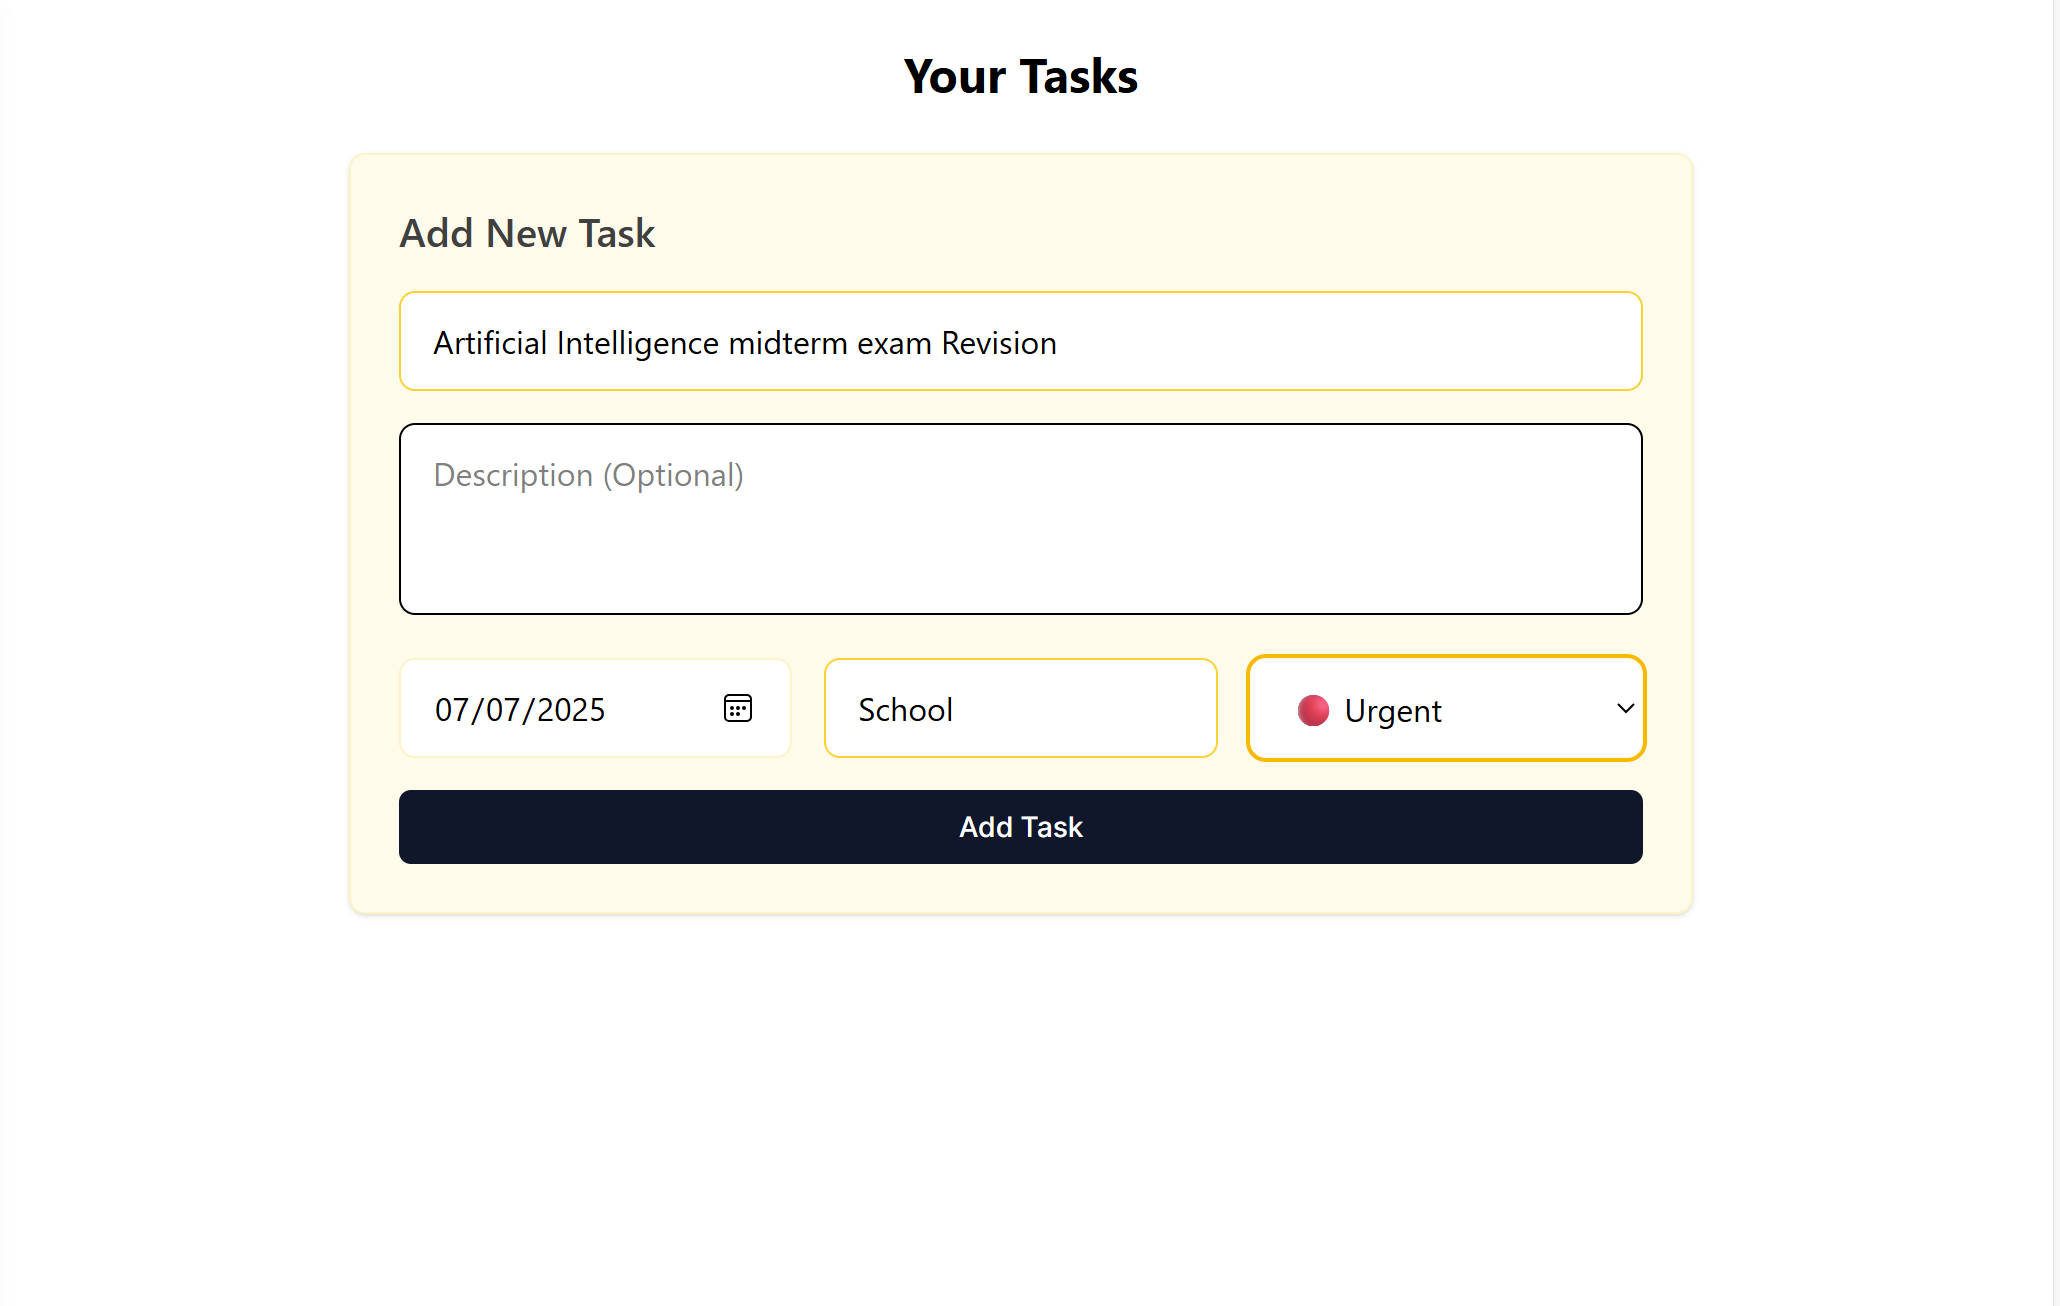 Your Tasks
Add New Task
Artificial Intelligence midterm exam Revision
Description (Optional)
07/07/2025
School
Urgent
Add Task